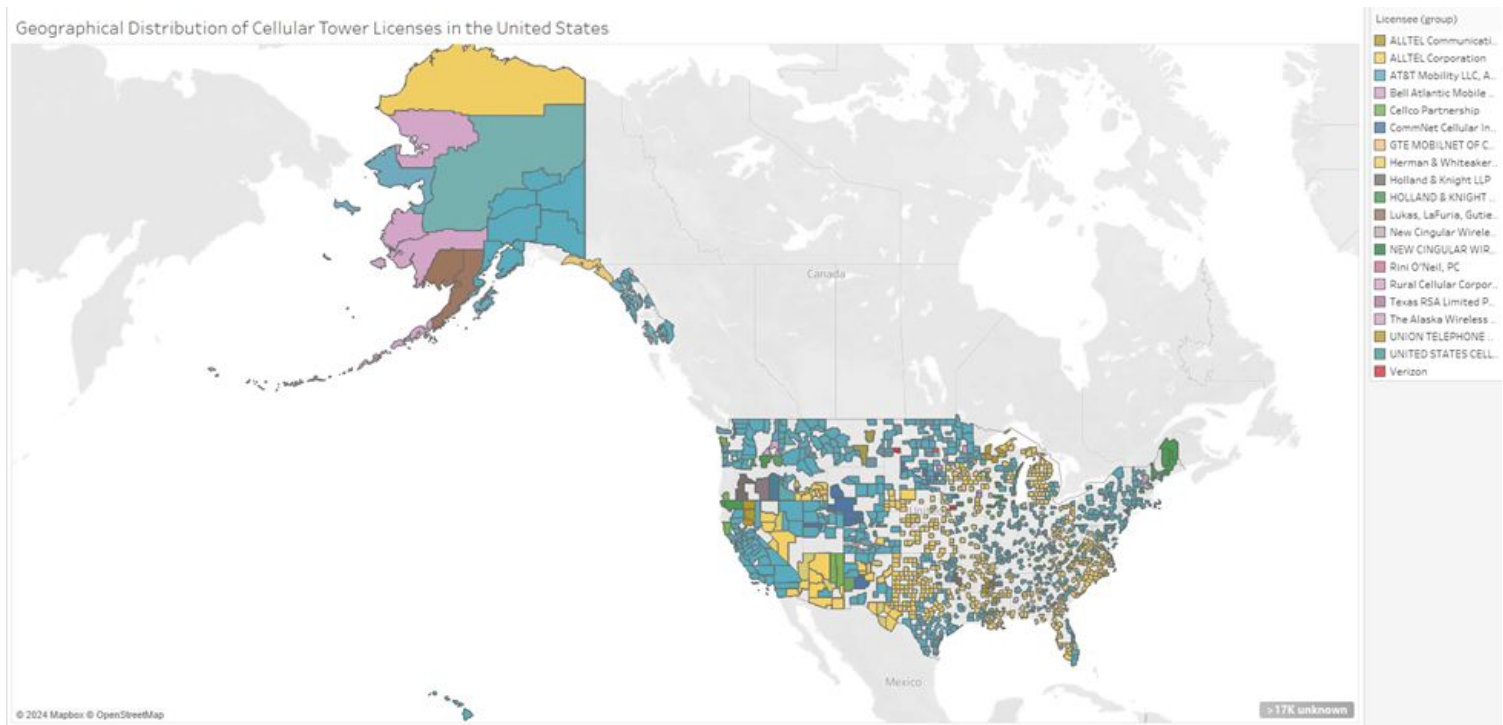 Geographical Distribution of Cellular Tower Licenses in the United States
Licensee (group)
ALLTEL Communicati..
ALLTEL Corporation
AT&T Mobility LLC, A..
Bell Atlantic Mobile ..
Cellco Partnership
CommNet Cellular In..
GTE MOBILNET OF C..
Herman & Whiteaker..
Holland & Knight LLP
HOLLAND & KNIGHT ..
Lukas, LaFuria, Gutie..
New Cingular Wirele..
NEW CINGULAR WIR..
Rini O'Neil, PC
Rural Cellular Corpor..
Texas RSA Limited P..
The Alaska Wireless ..
UNION TELEPHONE ..
UNITED STATES CELL..
Verizon
Canada
Mexico
© 2024 Mapbox © OpenStreetMap
>17K unknown